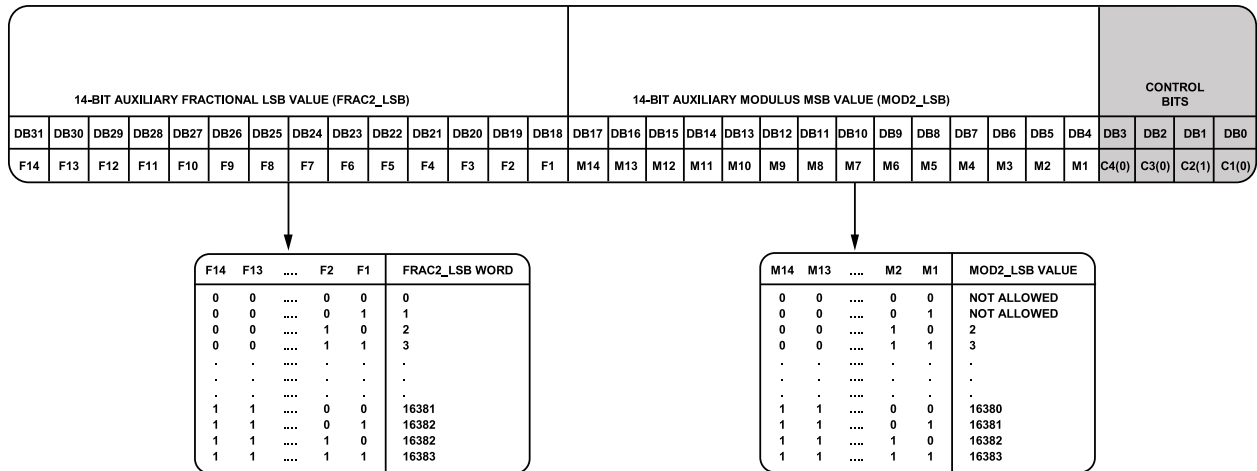 14-BIT AUXILIARY FRACTIONAL LSB VALUE (FRAC2_LSB)
14-BIT AUXILIARY MODULUS MSB VALUE (MOD2_LSB)
CONTROL
BITS
DB31 DB30 DB29 DB28 DB27 DB26 DB25 DB24 DB23 DB22 DB21 DB20 DB19 DB18 DB17 DB16 DB15 DB14 DB13 DB12 DB11 DB10 DB9 DB8 DB7 DB6 DB5 DB4 DB3 DB2 DB1 DB0
F14 F13 F12 F11 F10 F9 F8 F7 F6 F5 F4 F3 F2 F1 M14 M13 M12 M11 M10 M9 M8 M7 M6 M5 M4 M3 M2 M1 C4(0) C3(0) C2(1) C1(0)
F14 F13 .... F2 F1 FRAC2_LSB WORD
0 0 .... 0 0 0
0 0 .... 0 1 1
0 0 .... 1 0 2
0 0 .... 1 1 3
. . .... . . .
. . .... . . .
. . .... . . .
1 1 .... 0 0 16381
1 1 .... 0 1 16382
1 1 .... 1 0 16382
1 1 .... 1 1 16383
M14 M13 .... M2 M1 MOD2_LSB VALUE
0 0 .... 0 0 NOT ALLOWED
0 0 .... 0 1 NOT ALLOWED
0 0 .... 1 0 2
0 0 .... 1 1 3
. . .... . . .
. . .... . . .
. . .... . . .
1 1 .... 0 0 16380
1 1 .... 0 1 16381
1 1 .... 1 0 16382
1 1 .... 1 1 16383